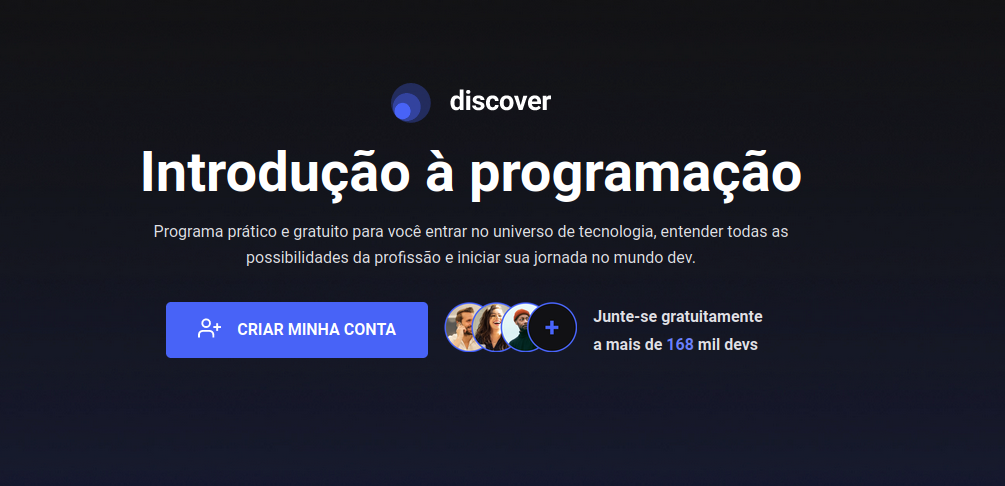 discover
Introdução à programação
Programa prático e gratuito para você entrar no universo de tecnologia, entender todas as
possibilidades da profissão e iniciar sua jornada no mundo dev.
CRIAR MINHA CONTA
+
Junte-se gratuitamente
a mais de 168 mil devs